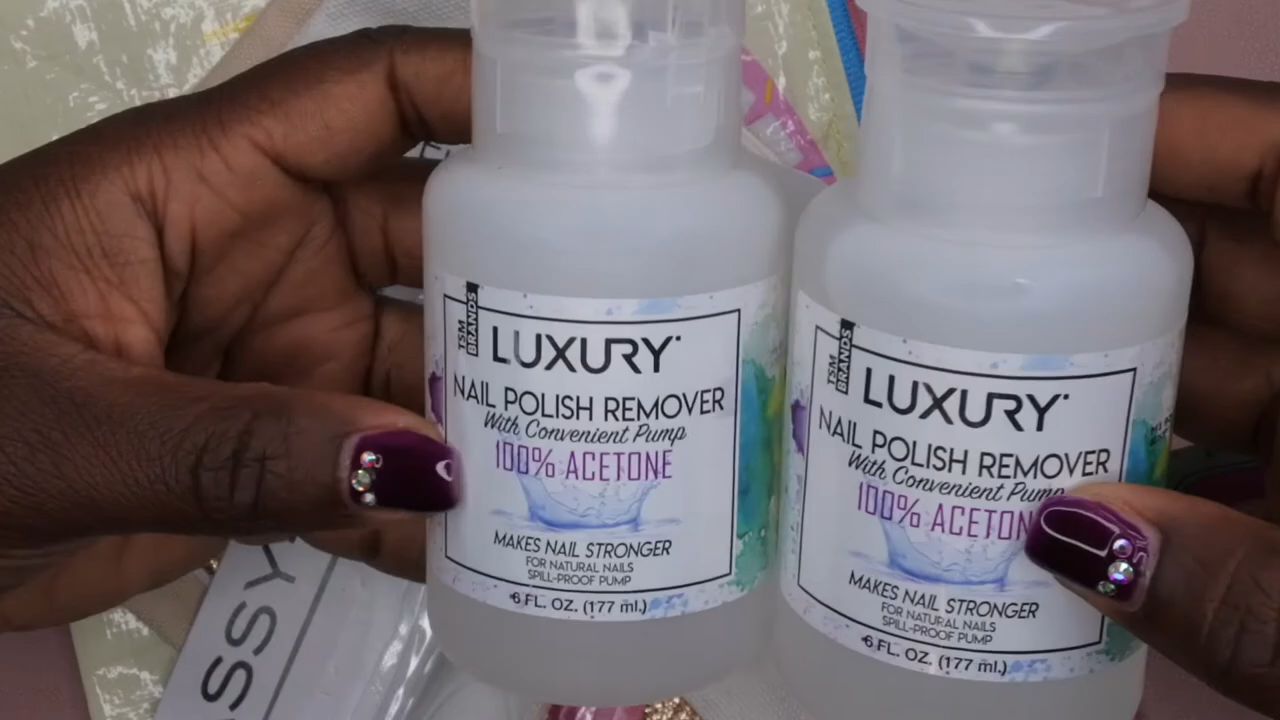 TSM
BRANDS
LUXURY
NAIL POLISH REMOVER
With Convenient Pump
100% ACETONE
MAKES NAIL STRONGER
FOR NATURAL NAILS
SPILL-PROOF PUMP
6 FL. OZ. (177 ml.)
TSM
BRANDS
LUXURY
NAIL POLISH REMOVER
With Convenient Pump
100% ACETON
MAKES NAIL STRONGER
FOR NATURAL NAILS
SPILL-PROOF PUMP
6 FL. OZ. (177 ml.)
SSY